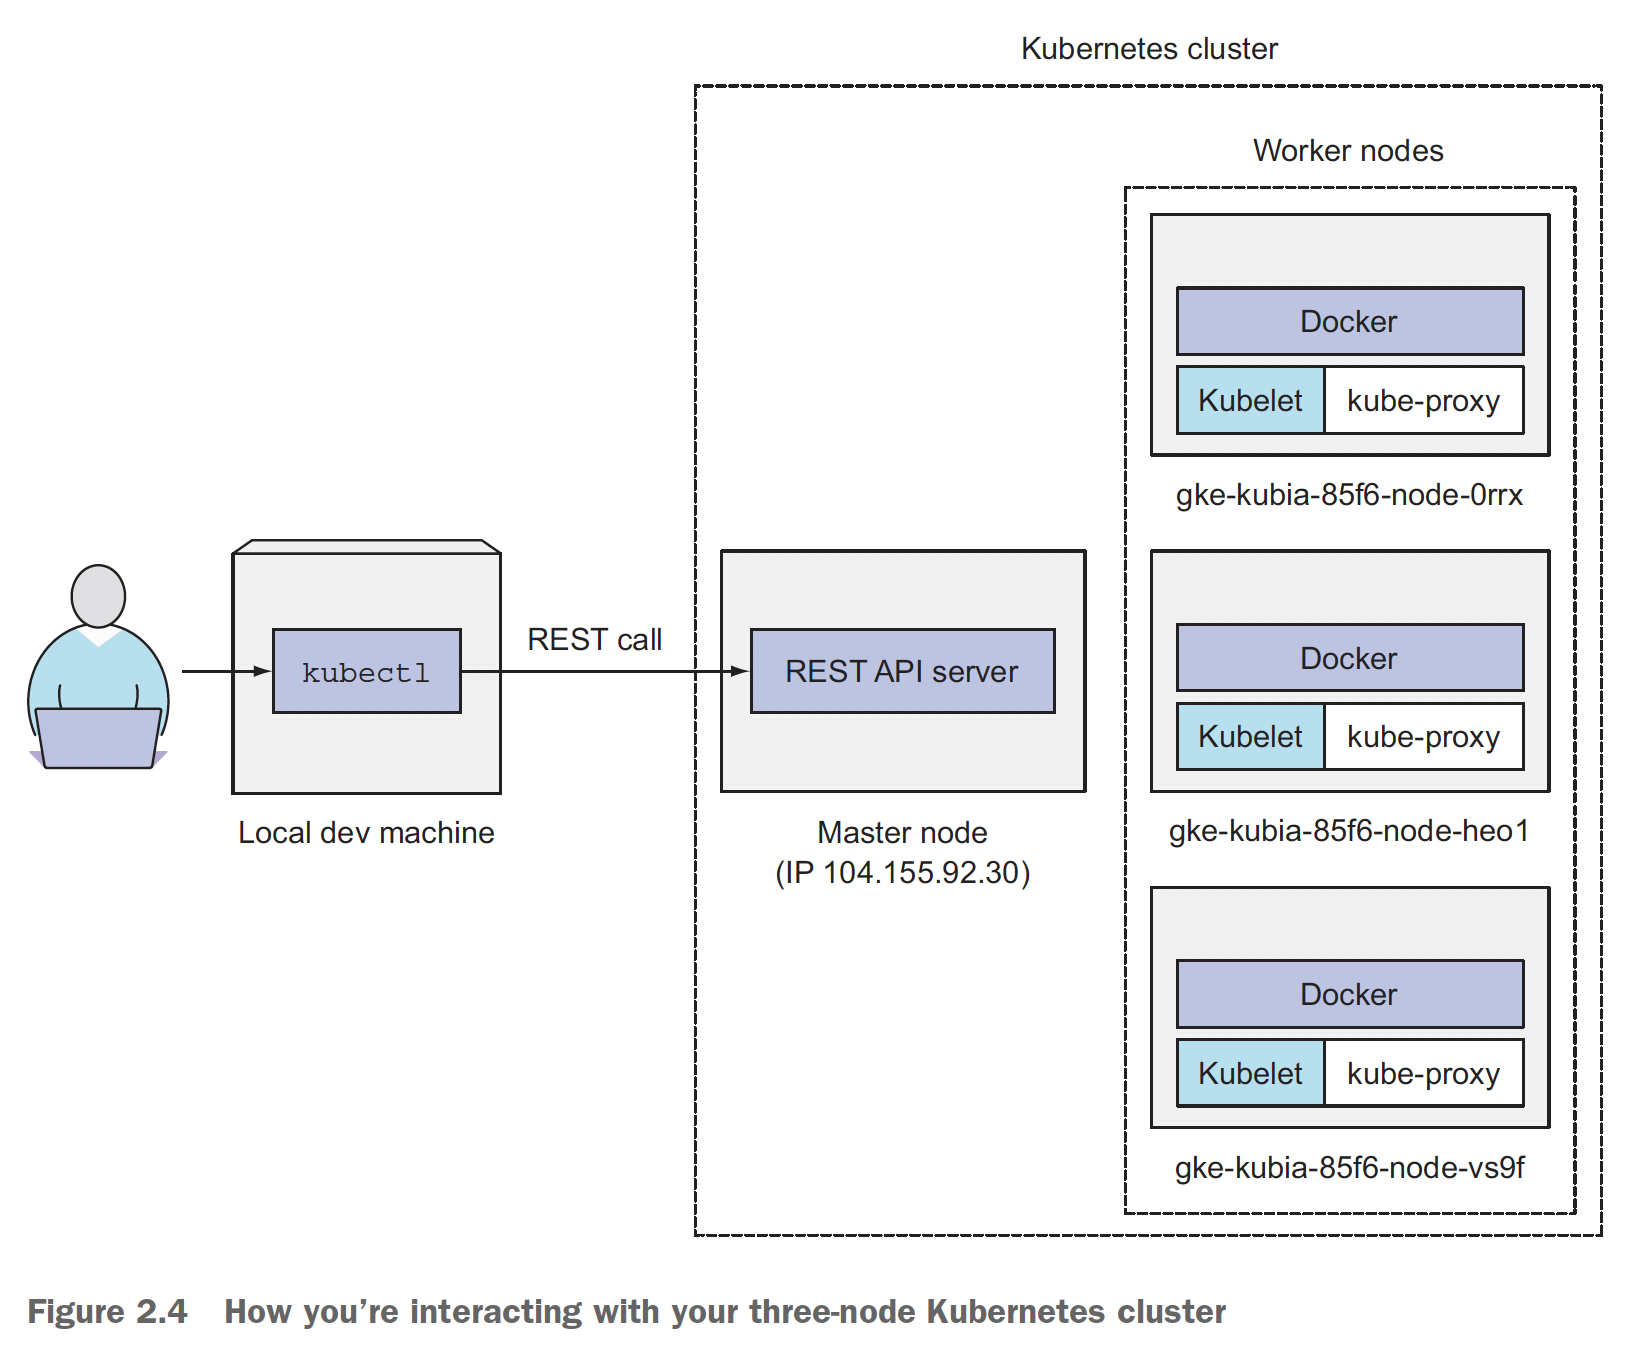 Kubernetes cluster
Worker nodes
Docker
Kubelet
kube-proxy
gke-kubia-85f6-node-0rrx
kubectl
Local dev machine
REST call
REST API server
Master node
(IP 104.155.92.30)
Docker
Kubelet
kube-proxy
gke-kubia-85f6-node-heo1
Docker
Kubelet
kube-proxy
gke-kubia-85f6-node-vs9f
Figure 2.4 How you’re interacting with your three-node Kubernetes cluster